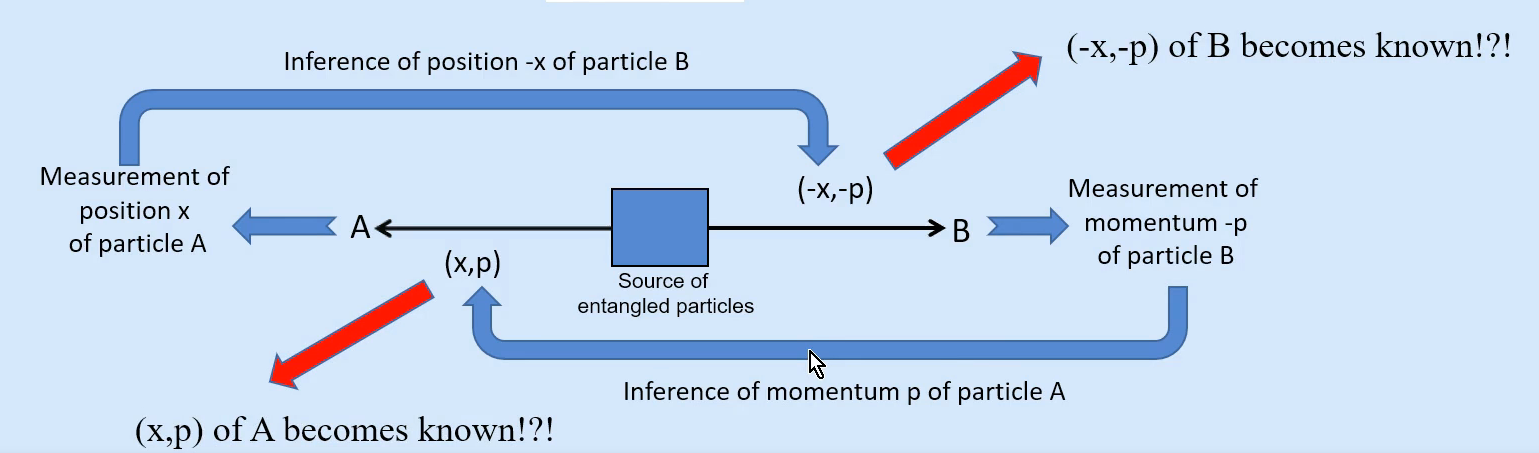 (-x,-p) of B becomes known!?!
Inference of position -x of particle B
Measurement of
position x
of particle A
(-x,-p)
Measurement of
momentum -p
of particle B
A
B
(x,p)
Source of
entangled particles
Inference of momentum p of particle A
(x,p) of A becomes known!?!